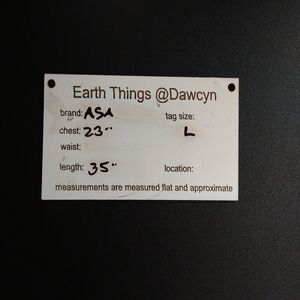 Earth Things @Dawcyn
brand: ASA tag size:
chest: 23" L
waist:
length: 35" location:
measurements are measured flat and approximate